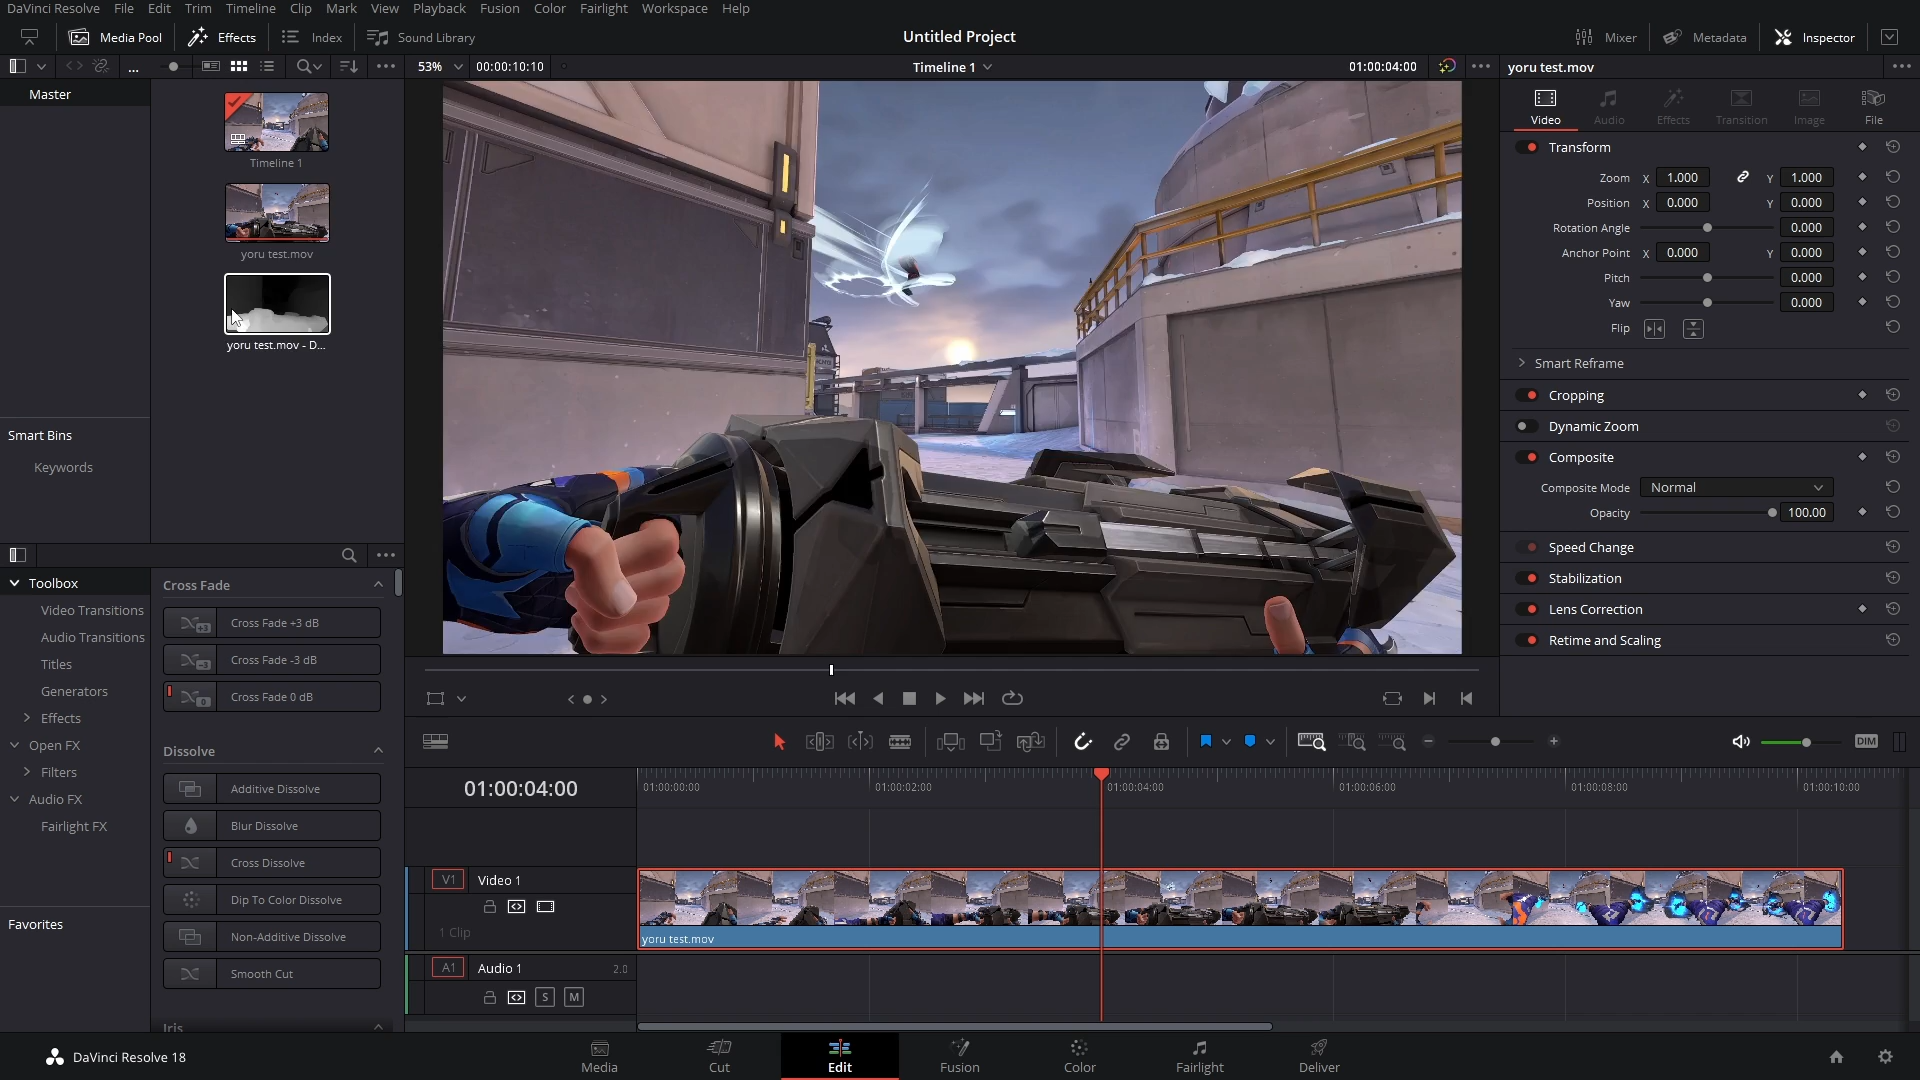 DaVinci Resolve File Edit Trim Timeline Clip Mark View Playback Fusion Color Fairlight Workspace Help
Media Pool Effects Index Sound Library Untitled Project Mixer Metadata Inspector
... 53% 00:00:10:10 Timeline 1 01:00:04:00 yoru test.mov
Master
Timeline 1
yoru test.mov
yoru test.mov - D...
Smart Bins
Keywords
Video Audio Effects Transition Image File
Transform
Zoom X 1.000 Y 1.000
Position X 0.000 Y 0.000
Rotation Angle 0.000
Anchor Point X 0.000 Y 0.000
Pitch 0.000
Yaw 0.000
Flip
Smart Reframe
Cropping
Dynamic Zoom
Composite
Composite Mode Normal
Opacity 100.00
Speed Change
Stabilization
Lens Correction
Retime and Scaling
Toolbox
Video Transitions
Audio Transitions
Titles
Generators
Effects
Open FX
Filters
Audio FX
Fairlight FX
Favorites
Cross Fade
+3 Cross Fade +3 dB
-3 Cross Fade -3 dB
0 Cross Fade 0 dB
Dissolve
Additive Dissolve
Blur Dissolve
Cross Dissolve
Dip To Color Dissolve
Non-Additive Dissolve
Smooth Cut
Iris
DIM
01:00:04:00 01:00:00:00 01:00:02:00 01:00:04:00 01:00:06:00 01:00:08:00 01:00:10:00
V1 Video 1
1 Clip
yoru test.mov
A1 Audio 1 2.0
S M
DaVinci Resolve 18
Media Cut Edit Fusion Color Fairlight Deliver